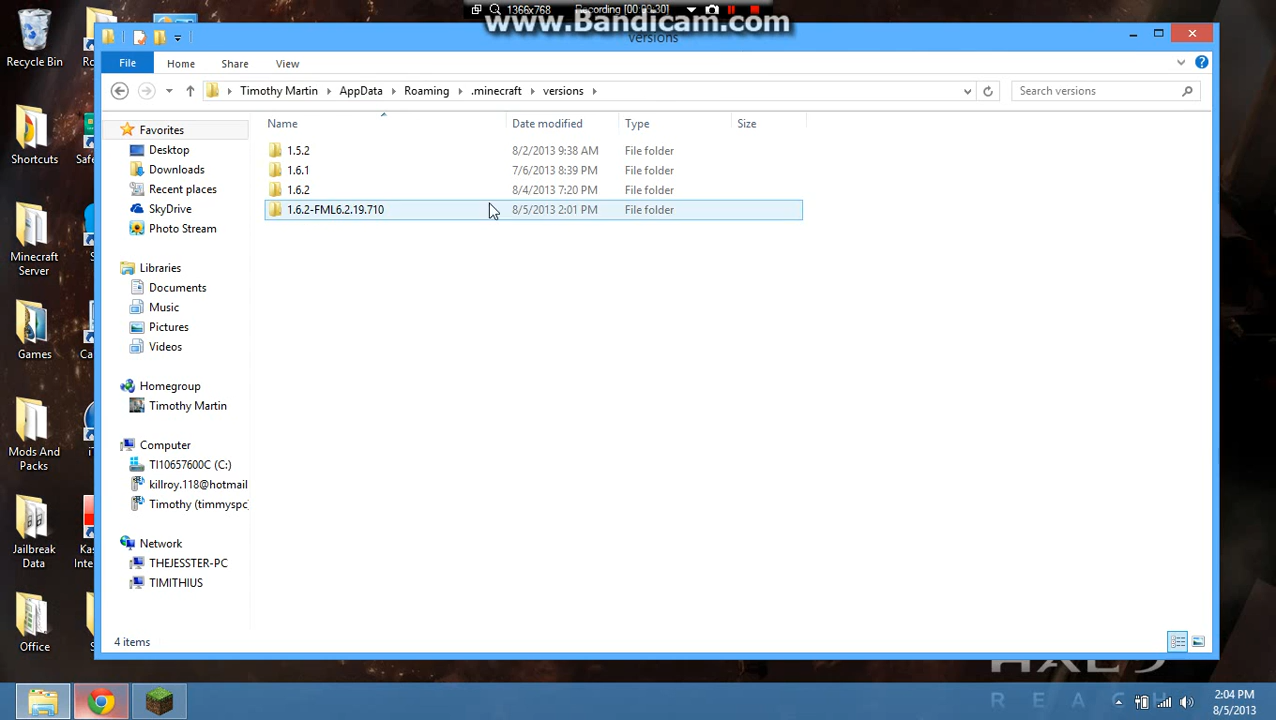 1366x768 Recording
www.Bandicam.com
versions
File Home Share View
Timothy Martin AppData Roaming .minecraft versions
Search versions
Name Date modified Type Size
1.5.2 8/2/2013 9:38 AM File folder
1.6.1 7/6/2013 8:39 PM File folder
1.6.2 8/4/2013 7:20 PM File folder
1.6.2-FML6.2.19.710 8/5/2013 2:01 PM File folder
Favorites
Desktop
Downloads
Recent places
SkyDrive
Photo Stream
Libraries
Documents
Music
Pictures
Videos
Homegroup
Timothy Martin
Computer
TI10657600C (C:)
killroy.118@hotmail
Timothy (timmyspc
Network
THEJESSTER-PC
TIMITHIUS
4 items
Recycle Bin
Shortcuts
Minecraft
Server
Games
Mods And
Packs
Jailbreak
Data
Office
REACH
2:04 PM
8/5/2013